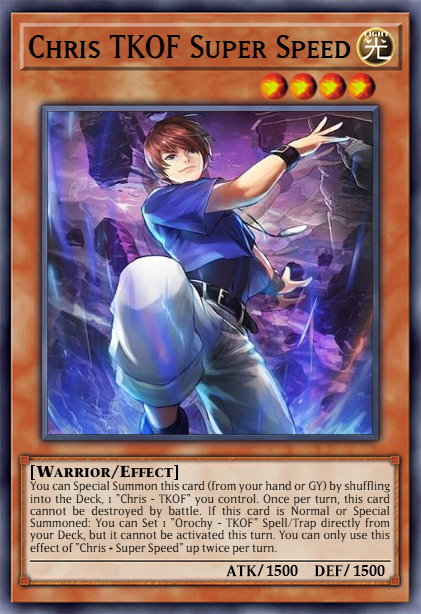 Chris TKOF Super Speed
LIGHT
光
[Warrior/Effect]
You can Special Summon this card (from your hand or GY) by shuffling
into the Deck, 1 "Chris - TKOF" you control. Once per turn, this card
cannot be destroyed by battle. If this card is Normal or Special
Summoned: You can Set 1 "Orochy - TKOF" Spell/Trap directly from
your Deck, but it cannot be activated this turn. You can only use this
effect of "Chris + Super Speed" up twice per turn.
ATK/1500 DEF/1500